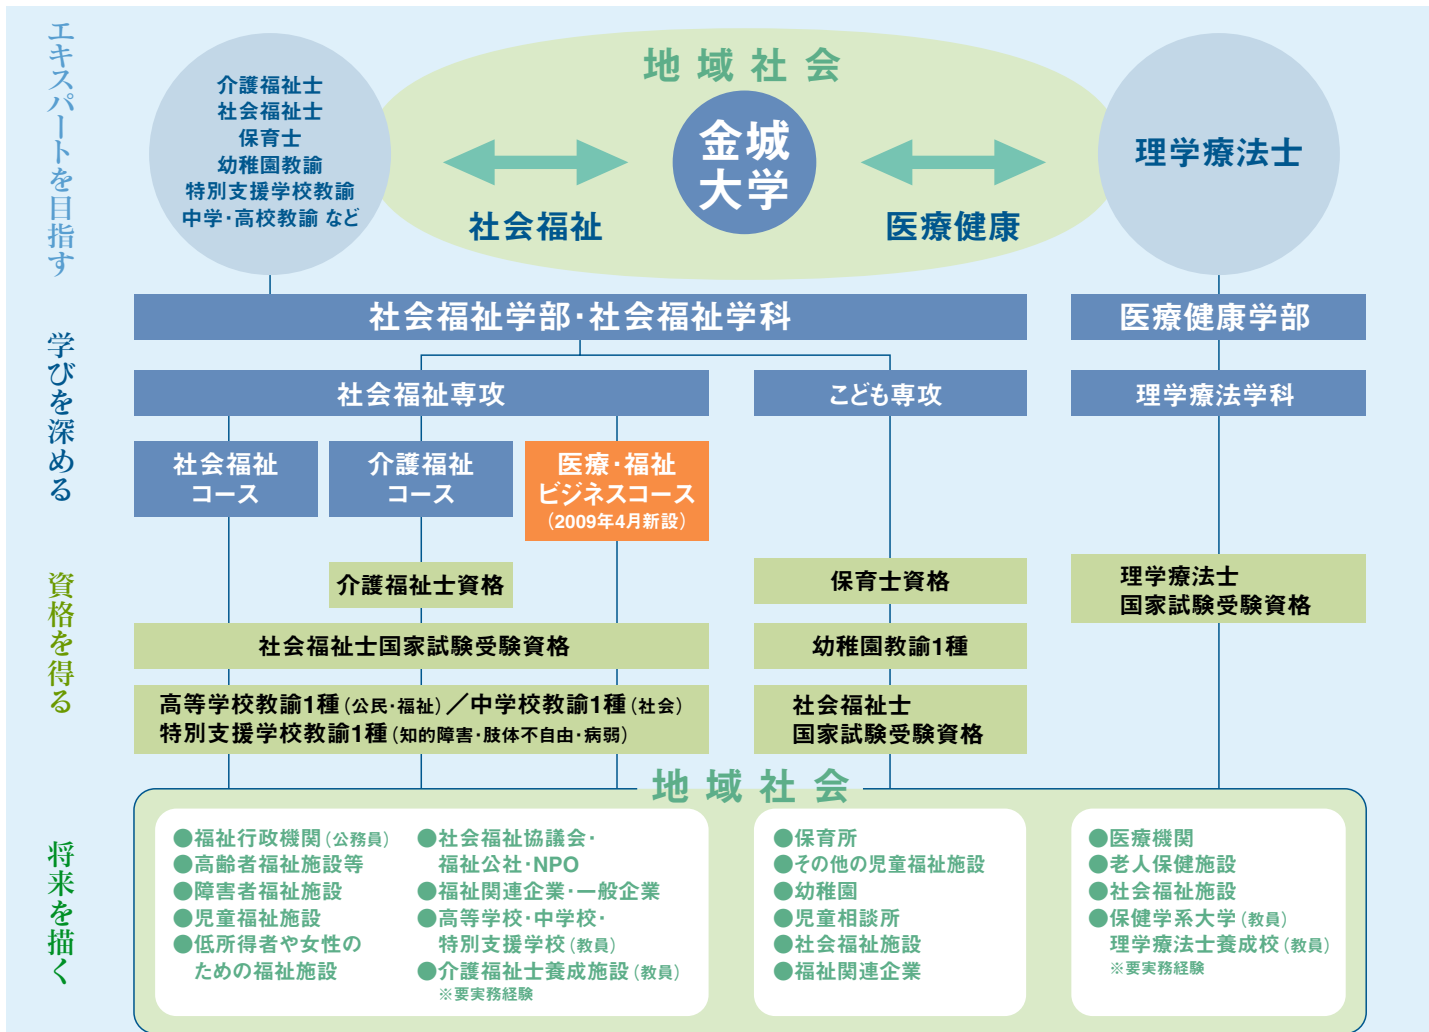 エキスパートを目指す
介護福祉士
社会福祉士
保育士
幼稚園教諭
特別支援学校教諭
中学・高校教諭 など
地域社会
金城
大学
社会福祉
医療健康
理学療法士
学びを深める
社会福祉学部・社会福祉学科
医療健康学部
社会福祉専攻
こども専攻
理学療法学科
社会福祉
コース
介護福祉
コース
医療・福祉
ビジネスコース
（2009年4月新設）
資格を得る
介護福祉士資格
保育士資格
理学療法士
国家試験受験資格
社会福祉士国家試験受験資格
幼稚園教諭1種
高等学校教諭1種（公民・福祉）／中学校教諭1種（社会）
特別支援学校教諭1種（知的障害・肢体不自由・病弱）
社会福祉士
国家試験受験資格
将来を描く
地域社会
●福祉行政機関（公務員）
●高齢者福祉施設等
●障害者福祉施設
●児童福祉施設
●低所得者や女性の
ための福祉施設
●社会福祉協議会・
福祉公社・NPO
●福祉関連企業・一般企業
●高等学校・中学校・
特別支援学校（教員）
●介護福祉士養成施設（教員）
※要実務経験
●保育所
●その他の児童福祉施設
●幼稚園
●児童相談所
●社会福祉施設
●福祉関連企業
●医療機関
●老人保健施設
●社会福祉施設
●保健学系大学（教員）
理学療法士養成校（教員）
※要実務経験